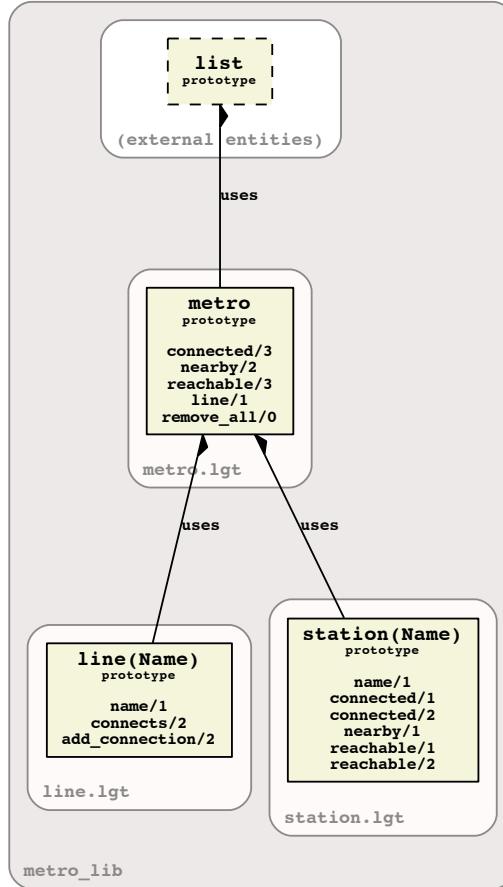 list
prototype
(external entities)
uses
metro
prototype
connected/3
nearby/2
reachable/3
line/1
remove_all/0
metro.lgt
uses
uses
line(Name)
prototype
name/1
connects/2
add_connection/2
line.lgt
station(Name)
prototype
name/1
connected/1
connected/2
nearby/1
reachable/1
reachable/2
station.lgt
metro_lib